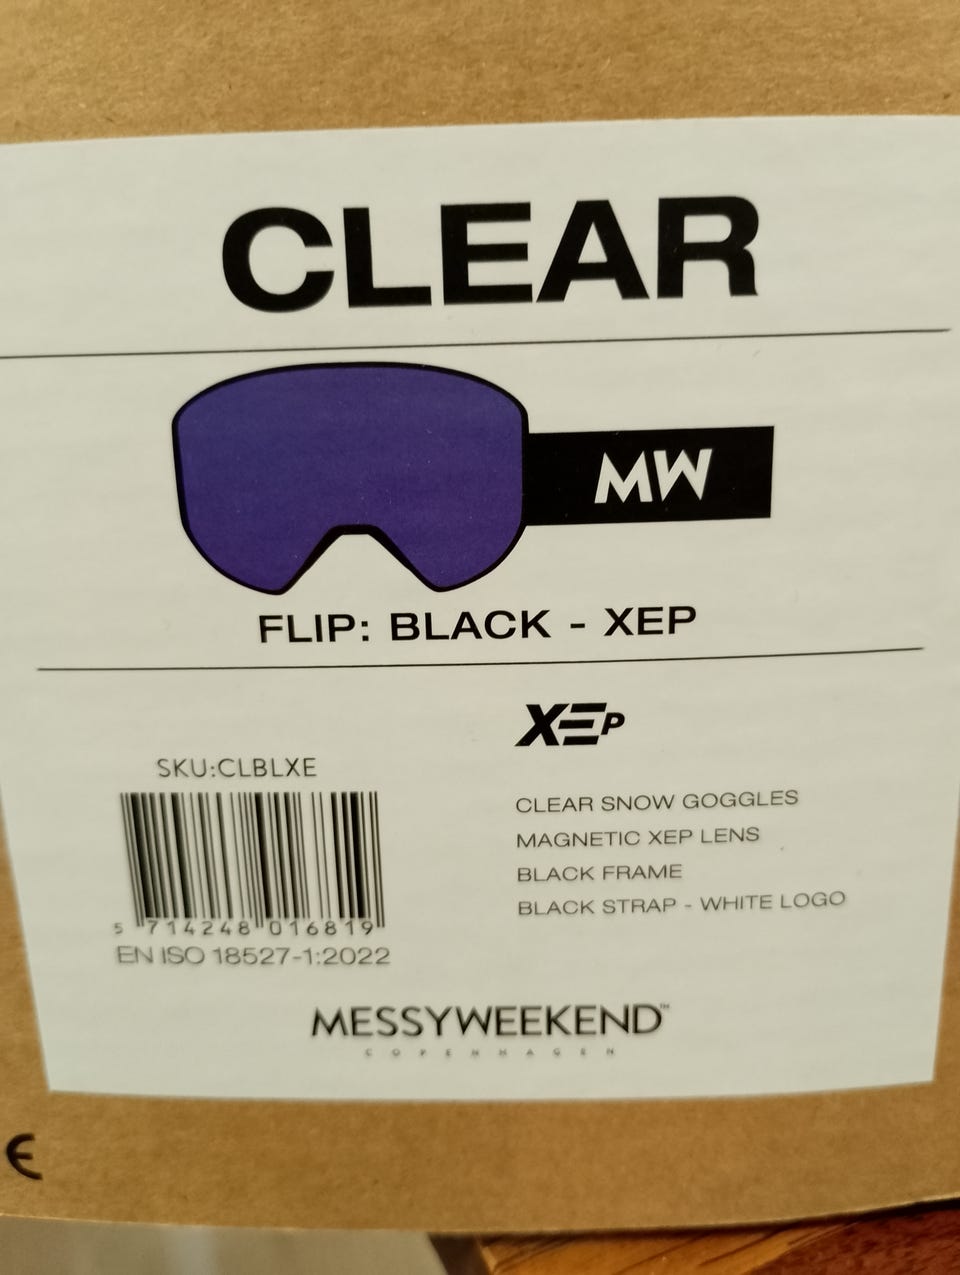 CLEAR
MW
FLIP: BLACK - XEP
XEP
SKU:CLBLXE
CLEAR SNOW GOGGLES
MAGNETIC XEP LENS
BLACK FRAME
BLACK STRAP - WHITE LOGO
5 714248 016819
EN ISO 18527-1:2022
MESSYWEEKEND™
COPENHAGEN
€